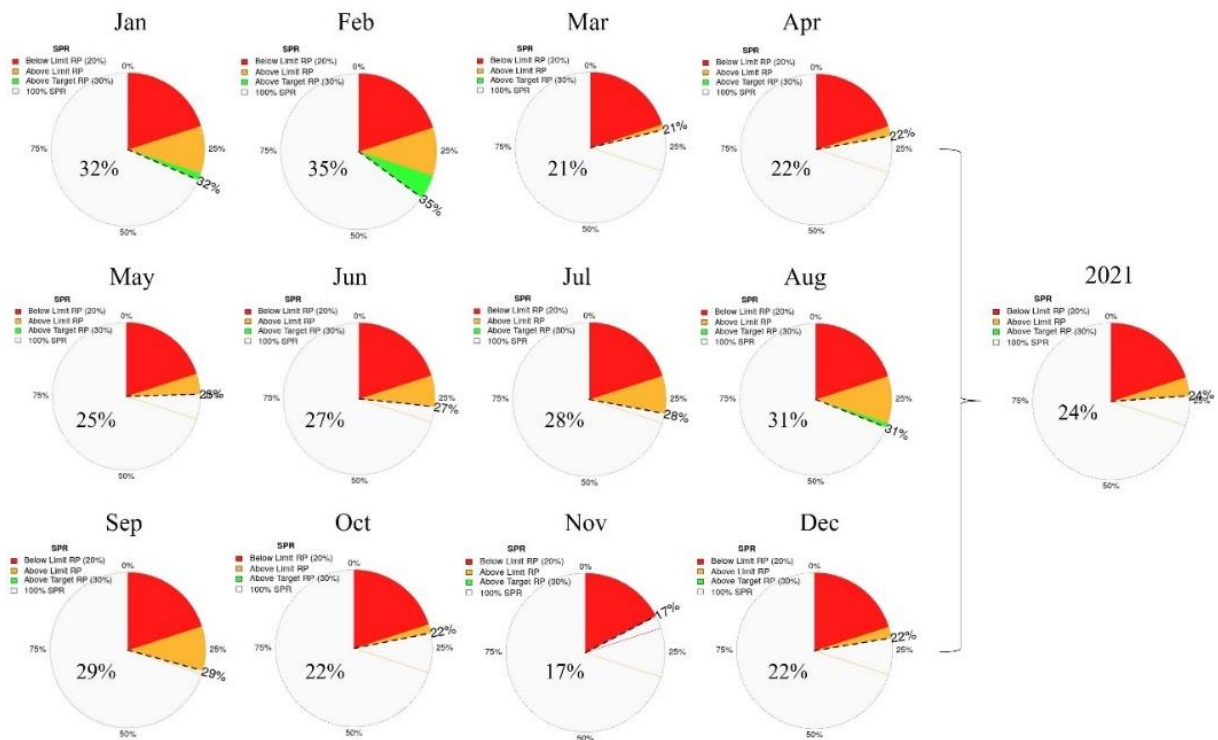 Jan
SPR
Below Limit RP (20%)
Above Limit RP
Above Target RP (30%)
100% SPR
0%
25%
50%
75%
32%
32%
Feb
SPR
Below Limit RP (20%)
Above Limit RP
Above Target RP (30%)
100% SPR
0%
25%
50%
75%
35%
35%
Mar
SPR
Below Limit RP (20%)
Above Limit RP
Above Target RP (30%)
100% SPR
0%
21%
25%
50%
75%
21%
Apr
SPR
Below Limit RP (20%)
Above Limit RP
Above Target RP (30%)
100% SPR
0%
22%
25%
50%
75%
22%
May
SPR
Below Limit RP (20%)
Above Limit RP
Above Target RP (30%)
100% SPR
0%
25%
50%
75%
25%
Jun
SPR
Below Limit RP (20%)
Above Limit RP
Above Target RP (30%)
100% SPR
0%
25%
27%
50%
75%
27%
Jul
SPR
Below Limit RP (20%)
Above Limit RP
Above Target RP (30%)
100% SPR
0%
25%
28%
50%
75%
28%
Aug
SPR
Below Limit RP (20%)
Above Limit RP
Above Target RP (30%)
100% SPR
0%
25%
31%
50%
75%
31%
2021
SPR
Below Limit RP (20%)
Above Limit RP
Above Target RP (30%)
100% SPR
0%
24%
25%
50%
75%
24%
Sep
SPR
Below Limit RP (20%)
Above Limit RP
Above Target RP (30%)
100% SPR
0%
25%
29%
50%
75%
29%
Oct
SPR
Below Limit RP (20%)
Above Limit RP
Above Target RP (30%)
100% SPR
0%
22%
25%
50%
75%
22%
Nov
SPR
Below Limit RP (20%)
Above Limit RP
Above Target RP (30%)
100% SPR
0%
17%
25%
50%
75%
17%
Dec
SPR
Below Limit RP (20%)
Above Limit RP
Above Target RP (30%)
100% SPR
0%
22%
25%
50%
75%
22%